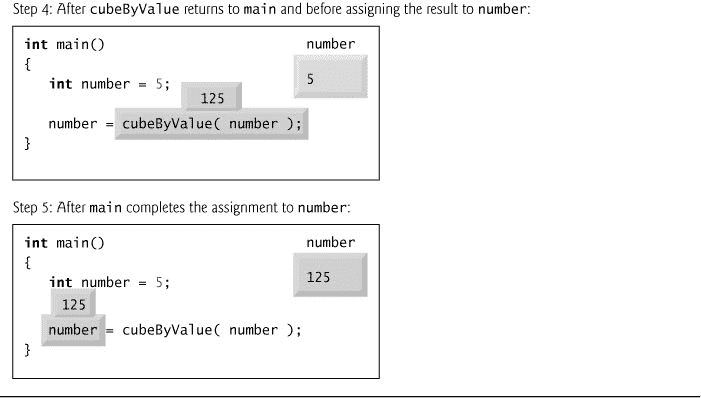 Step 4: After cubeByValue returns to main and before assigning the result to number:
int main() number
{
int number = 5; 5
125
number = cubeByValue( number );
}
Step 5: After main completes the assignment to number:
int main() number
{
int number = 5; 125
125
number = cubeByValue( number );
}